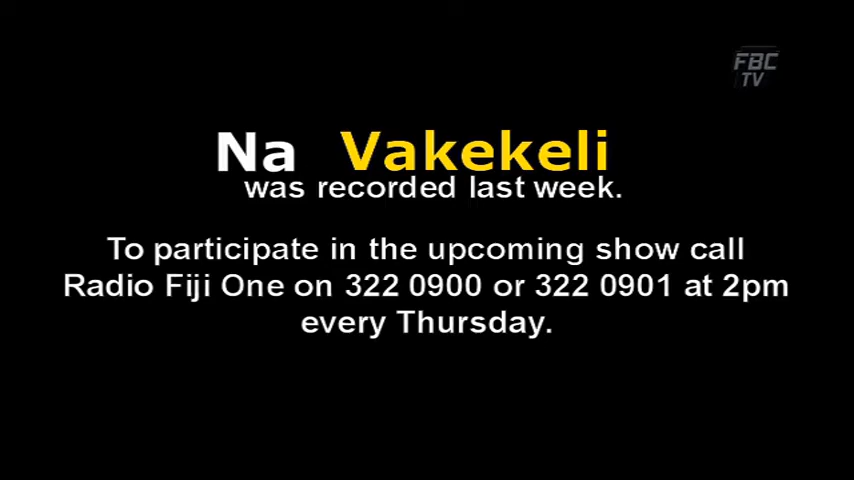 FBC
TV
Na Vakekeli
was recorded last week.
To participate in the upcoming show call
Radio Fiji One on 322 0900 or 322 0901 at 2pm
every Thursday.